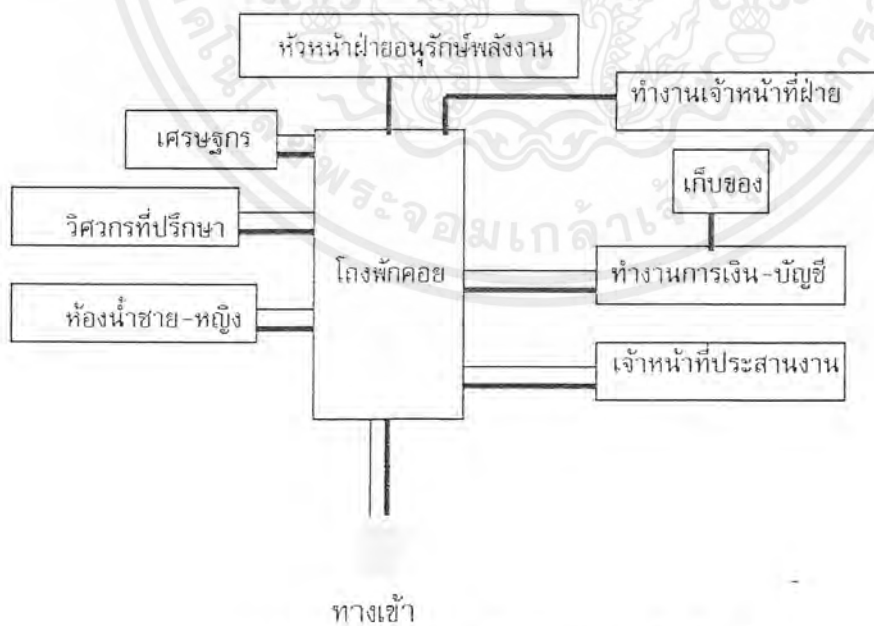 หัวหน้าฝ่ายอนุรักษ์พลังงาน
ทำงานเจ้าหน้าที่ฝ่าย
เศรษฐกร
เก็บของ
วิศวกรที่ปรึกษา
โถงพักคอย
ทำงานการเงิน-บัญชี
ห้องน้ำชาย-หญิง
เจ้าหน้าที่ประสานงาน
ทางเข้า